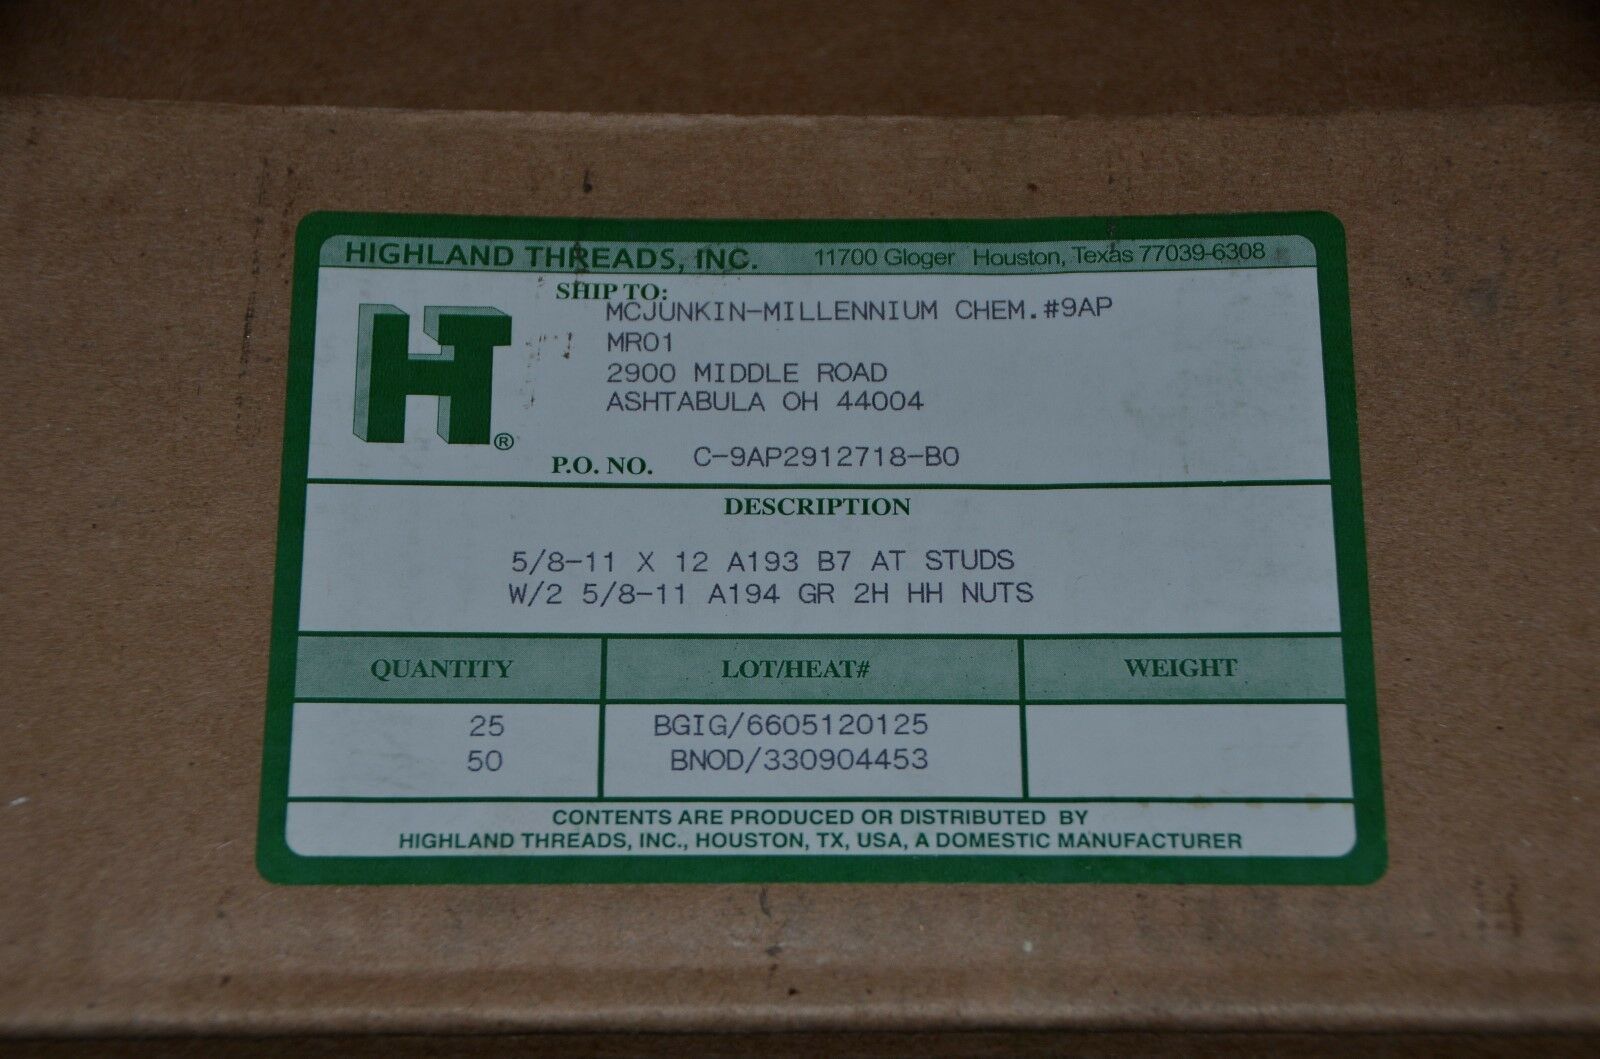 HIGHLAND THREADS, INC. 11700 Gloger Houston, Texas 77039-6308
SHIP TO:
MCJUNKIN-MILLENNIUM CHEM.#9AP
MRO1
2900 MIDDLE ROAD
ASHTABULA OH 44004
HT®
P.O. NO. C-9AP2912718-BO
DESCRIPTION
5/8-11 X 12 A193 B7 AT STUDS
W/2 5/8-11 A194 GR 2H HH NUTS
QUANTITY LOT/HEAT# WEIGHT
25 BGIG/6605120125
50 BNOD/330904453
CONTENTS ARE PRODUCED OR DISTRIBUTED BY
HIGHLAND THREADS, INC., HOUSTON, TX, USA, A DOMESTIC MANUFACTURER